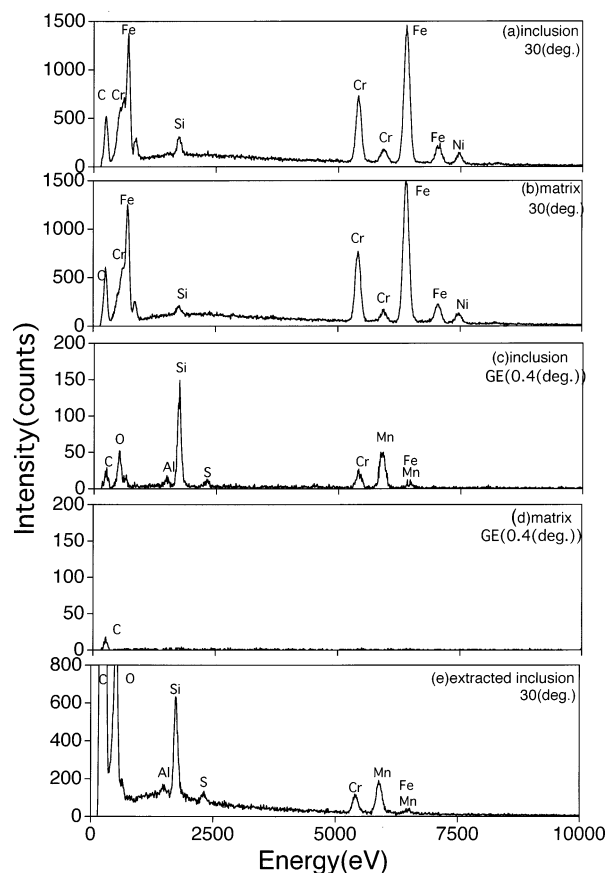 1500
1000
500
0
C
Cr
Fe
Si
Cr
Cr
Fe
Fe
Ni
(a)inclusion
30(deg.)
1500
1000
500
0
C
Cr
Fe
Si
Cr
Cr
Fe
Fe
Ni
(b)matrix
30(deg.)
200
150
100
50
0
C
O
Al
Si
S
Cr
Mn
Fe
Mn
(c)inclusion
GE(0.4(deg.))
200
150
100
50
0
C
(d)matrix
GE(0.4(deg.))
800
600
400
200
0
C
O
Al
Si
S
Cr
Mn
Fe
Mn
(e)extracted inclusion
30(deg.)
0
2500
5000
7500
10000
Intensity(counts)
Energy(eV)